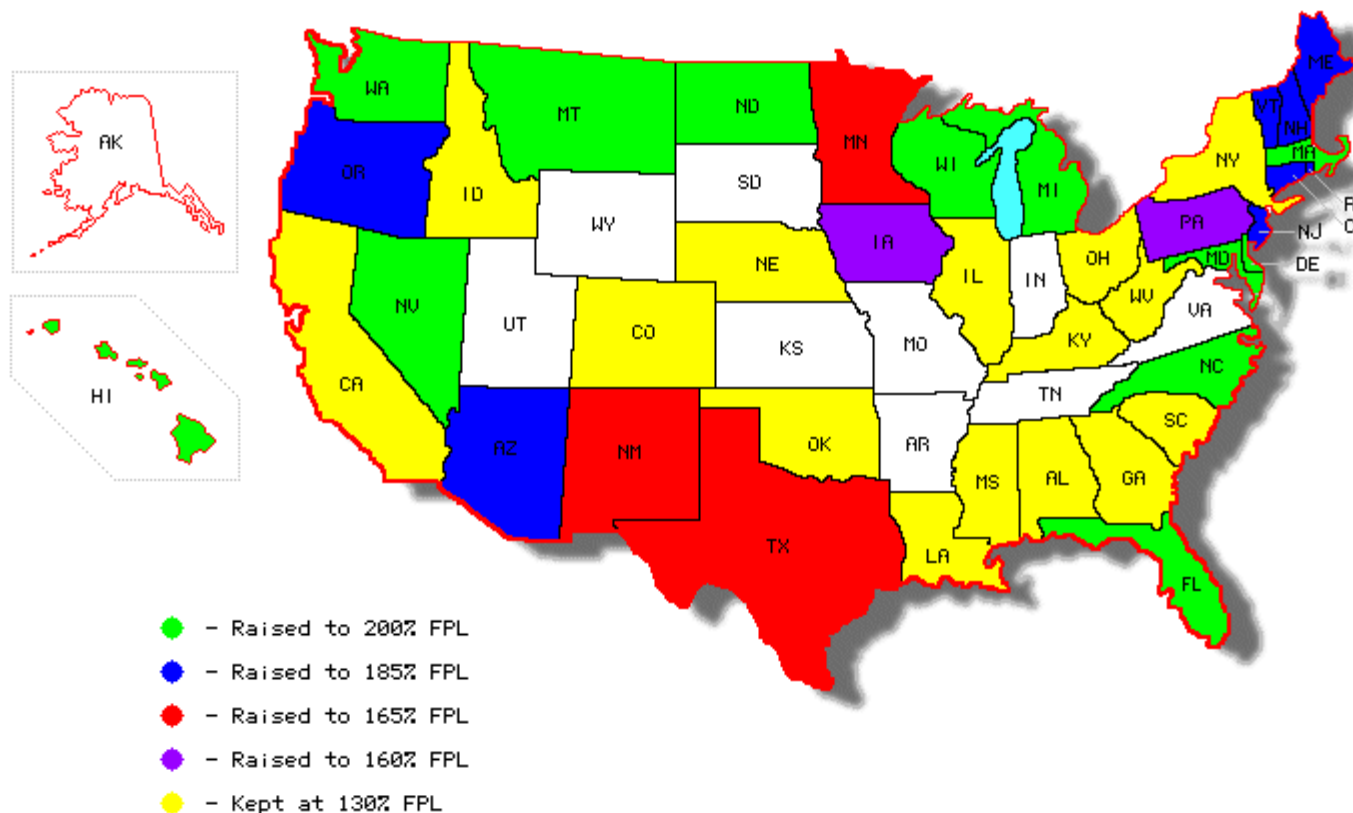 ME
WA
MT
ND
VT
NH
AK
MN
MA
OR
WI
NY
ID
SD
MI
WY
PA
NJ
IA
OH
MD
DE
NE
IL
IN
WV
NV
UT
CO
VA
KS
MO
KY
CA
NC
HI
TN
SC
AZ
NM
OK
AR
MS
AL
GA
TX
LA
FL
- Raised to 200% FPL
- Raised to 185% FPL
- Raised to 165% FPL
- Raised to 160% FPL
- Kept at 130% FPL